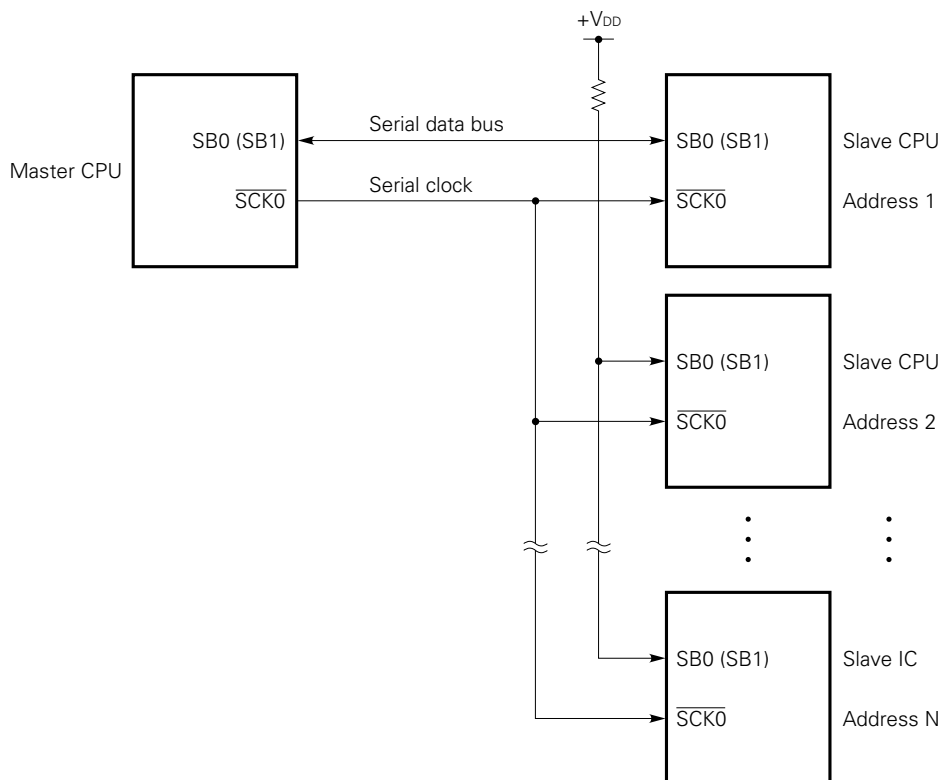 +VDD
Master CPU
SB0 (SB1)
SCK0
Serial data bus
Serial clock
SB0 (SB1)
SCK0
Slave CPU
Address 1
SB0 (SB1)
SCK0
Slave CPU
Address 2
SB0 (SB1)
SCK0
Slave IC
Address N